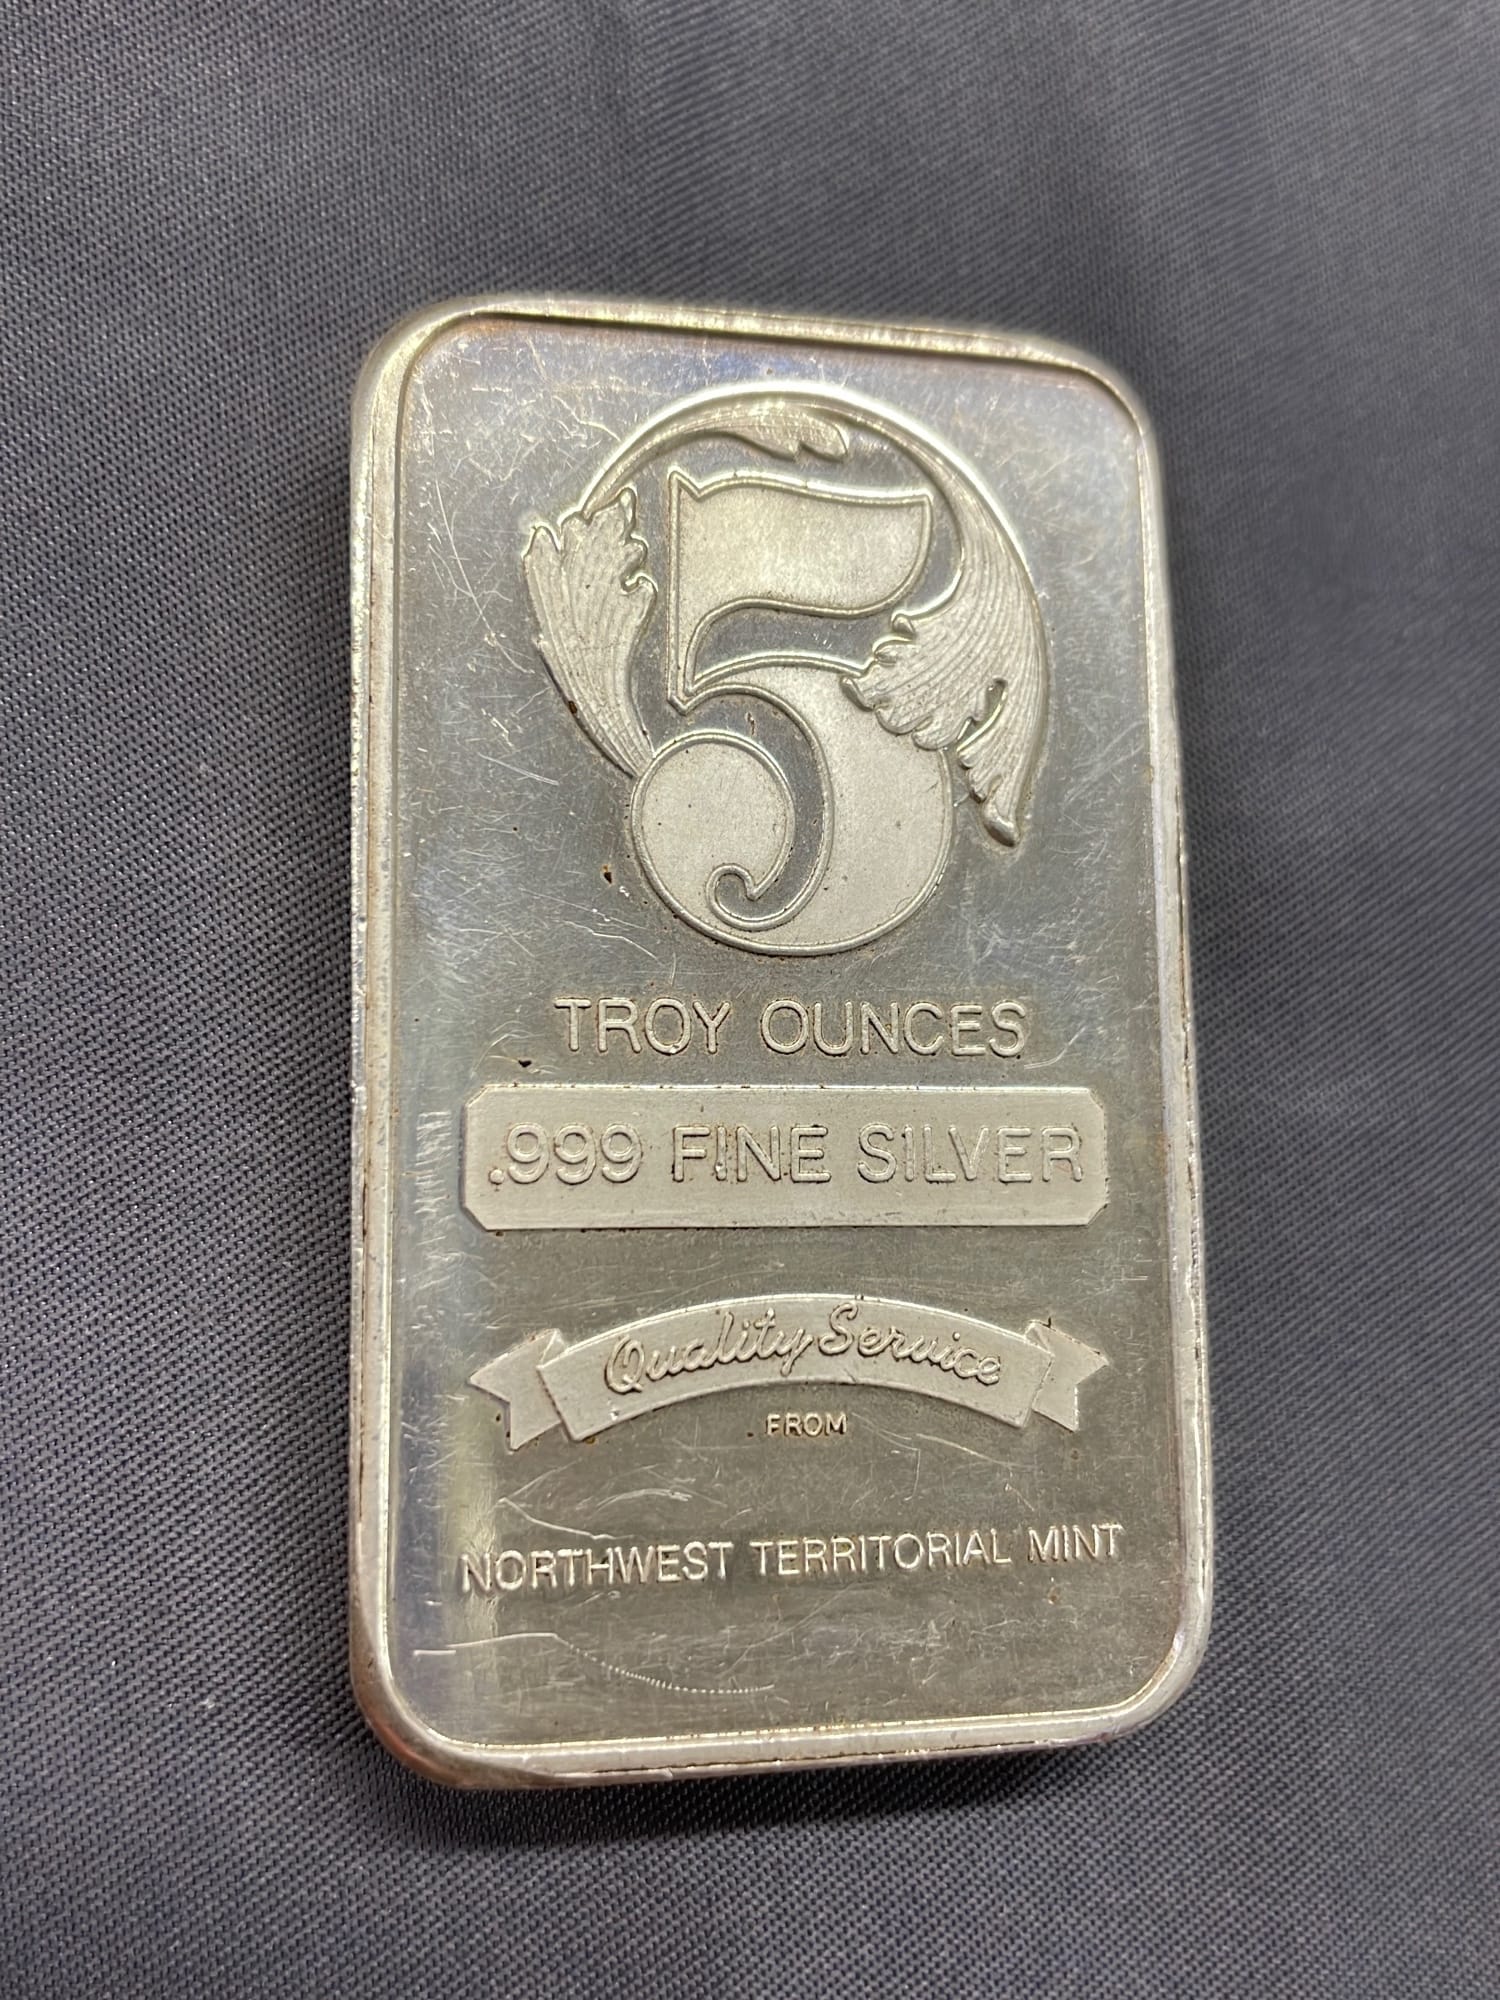 5
TROY OUNCES
.999 FINE SILVER
Quality Service
FROM
NORTHWEST TERRITORIAL MINT